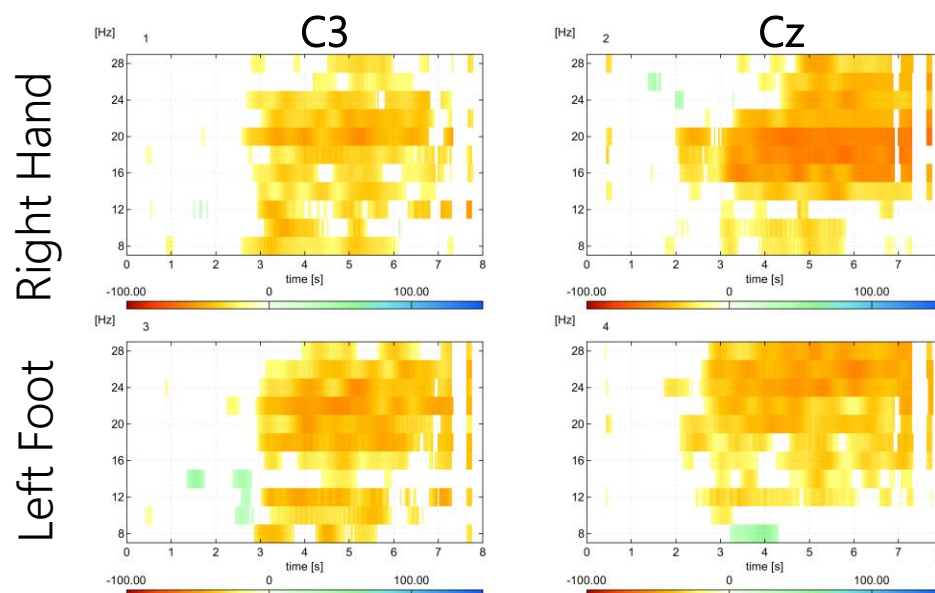 C3 Cz
Right Hand
Left Foot
[Hz] 1
28
24
20
16
12
8
0 1 2 3 4 5 6 7 8
time [s]
-100.00 0 100.00
[Hz] 2
28
24
20
16
12
8
0 1 2 3 4 5 6 7
time [s]
-100.00 0 100.00
[Hz] 3
28
24
20
16
12
8
0 1 2 3 4 5 6 7 8
time [s]
-100.00 0 100.00
[Hz] 4
28
24
20
16
12
8
0 1 2 3 4 5 6 7
time [s]
-100.00 0 100.00